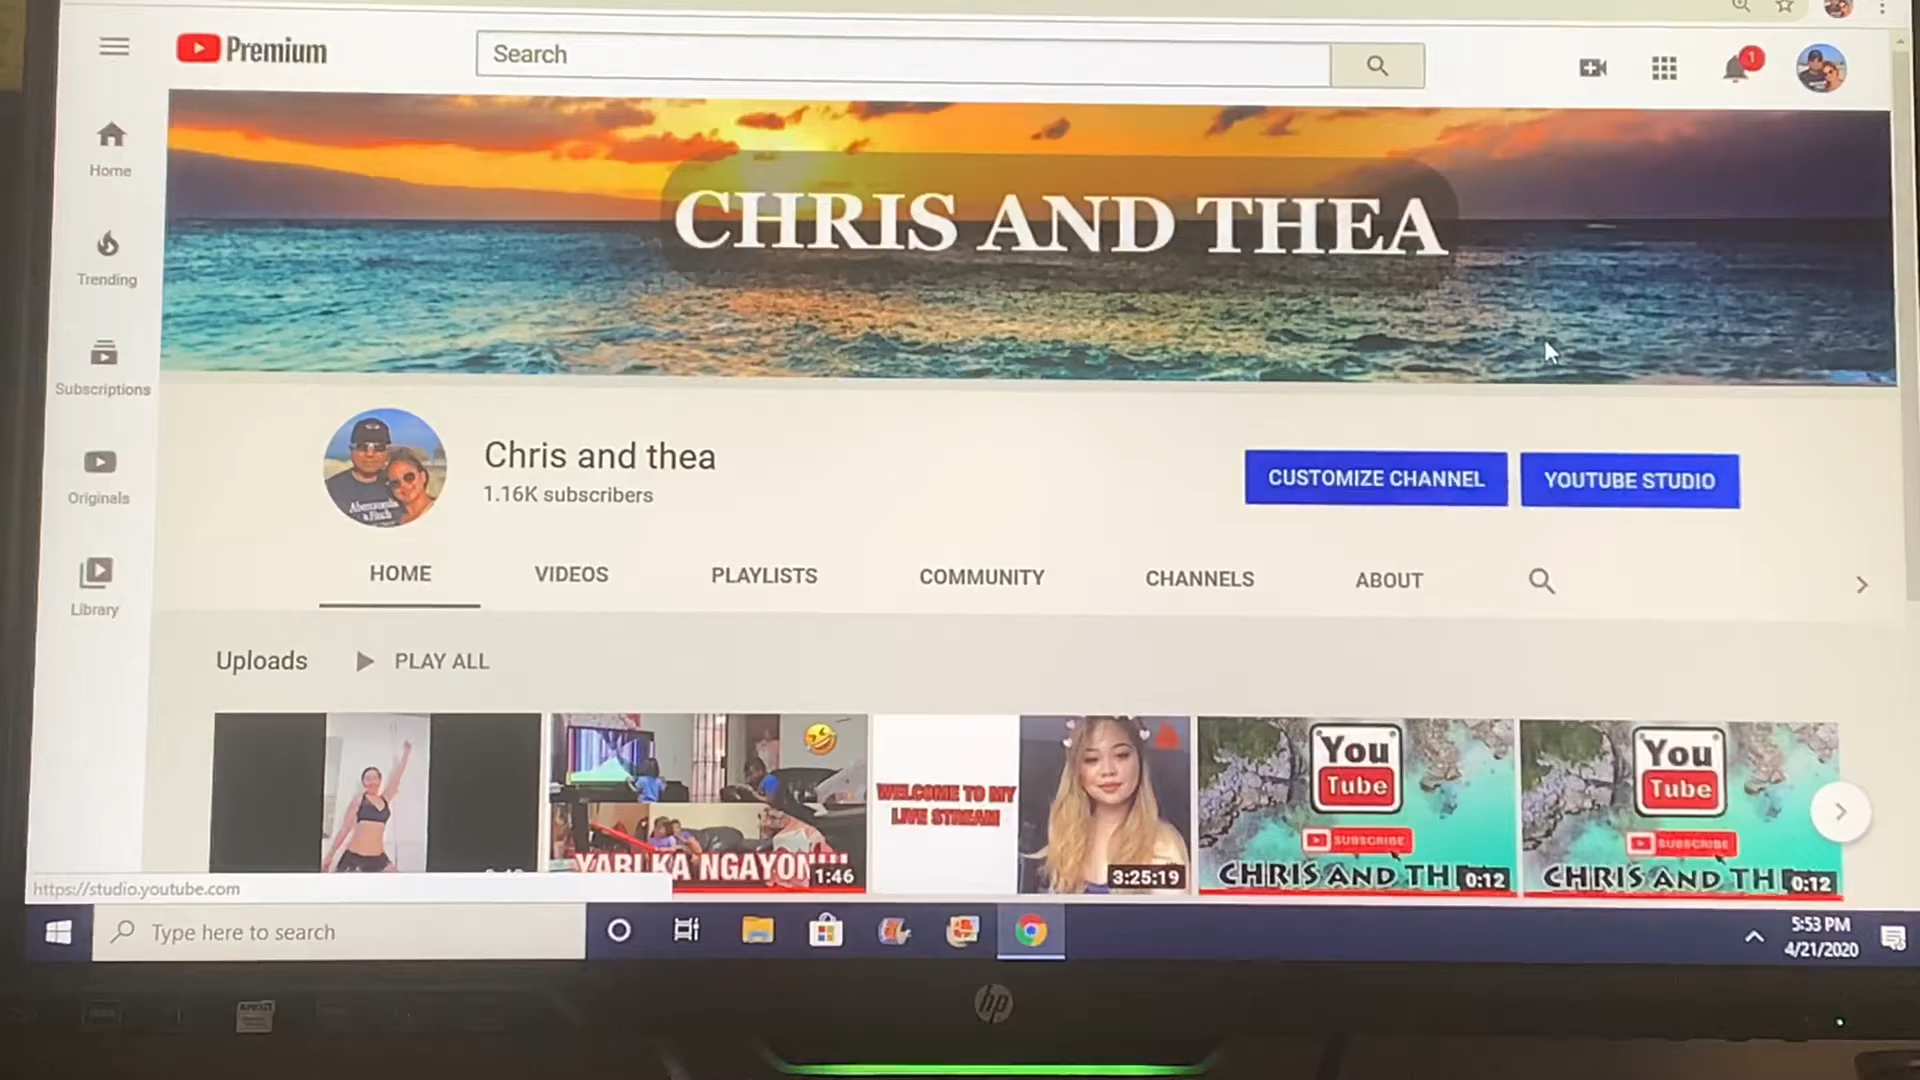 Premium
Search
1
Home
CHRIS AND THEA
Trending
Subscriptions
Chris and thea
1.16K subscribers
CUSTOMIZE CHANNEL
YOUTUBE STUDIO
Abercrombie
& Fitch
Originals
HOME
VIDEOS
PLAYLISTS
COMMUNITY
CHANNELS
ABOUT
Library
Uploads
PLAY ALL
You
Tube
You
Tube
WELCOME TO MY
LIVE STREAM
SUBSCRIBE
SUBSCRIBE
YARI KA NGAYON!!!!
1:46
3:25:19
CHRIS AND TH
0:12
CHRIS AND TH
0:12
https://studio.youtube.com
Type here to search
5:53 PM
4/21/2020
hp